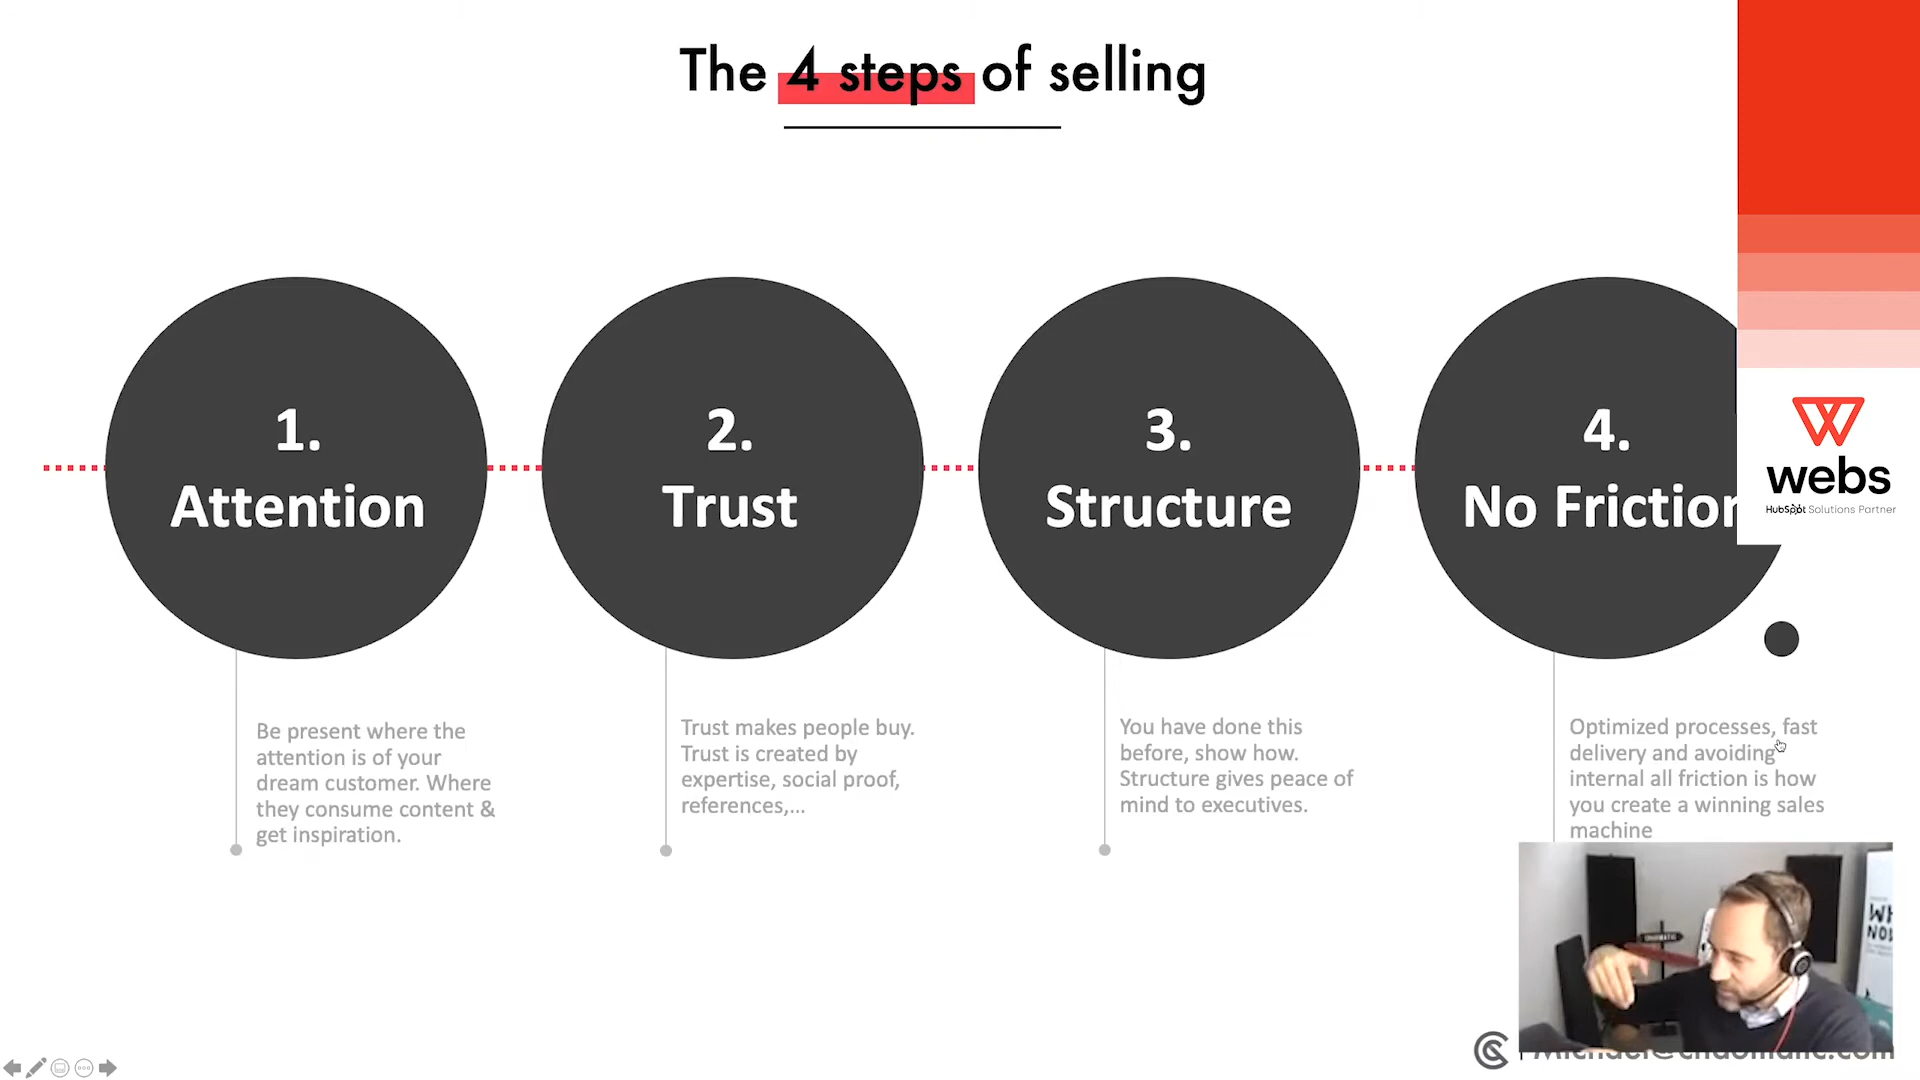 The 4 steps of selling
1.
Attention
2.
Trust
3.
Structure
4.
No Friction
webs
HubSpot Solutions Partner
Be present where the
attention is of your
dream customer. Where
they consume content &
get inspiration.
Trust makes people buy.
Trust is created by
expertise, social proof,
references,...
You have done this
before, show how.
Structure gives peace of
mind to executives.
Optimized processes, fast
delivery and avoiding
internal all friction is how
you create a winning sales
machine